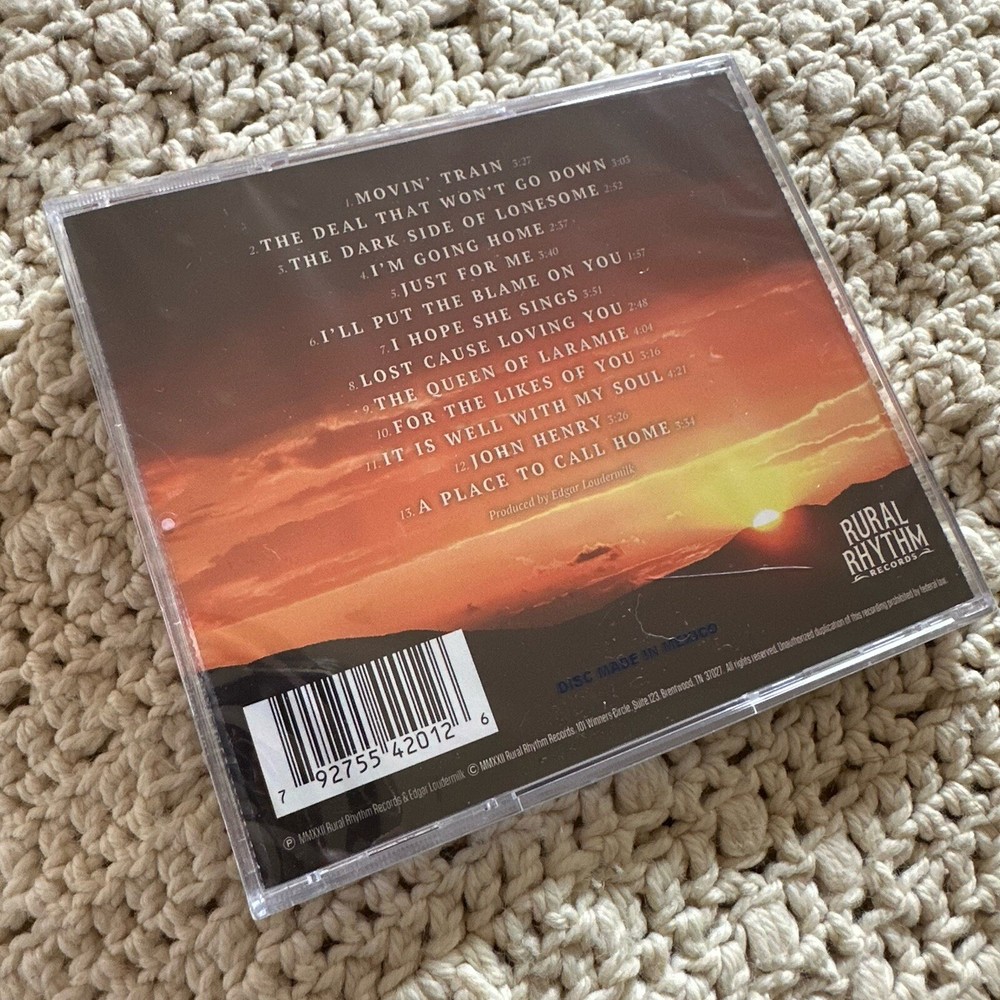 1. MOVIN' TRAIN 3:27
2. THE DEAL THAT WON'T GO DOWN 3:03
3. THE DARK SIDE OF LONESOME 2:52
4. I'M GOING HOME 2:37
5. JUST FOR ME 3:40
6. I'LL PUT THE BLAME ON YOU 1:57
7. I HOPE SHE SINGS 3:51
8. LOST CAUSE LOVING YOU 2:48
9. THE QUEEN OF LARAMIE 4:04
10. FOR THE LIKES OF YOU 3:16
11. IT IS WELL WITH MY SOUL 4:21
12. JOHN HENRY 3:26
13. A PLACE TO CALL HOME 3:34
Produced by Edgar Loudermilk
RURAL
RHYTHM
RECORDS
DISC MADE IN MEXICO
7 92755 42012 6
Ⓟ MMXXII Rural Rhythm Records & Edgar Loudermilk © MMXXII Rural Rhythm Records. 101 Winners Circle, Suite 123, Brentwood, TN 37027. All rights reserved. Unauthorized duplication of this recording prohibited by federal law.